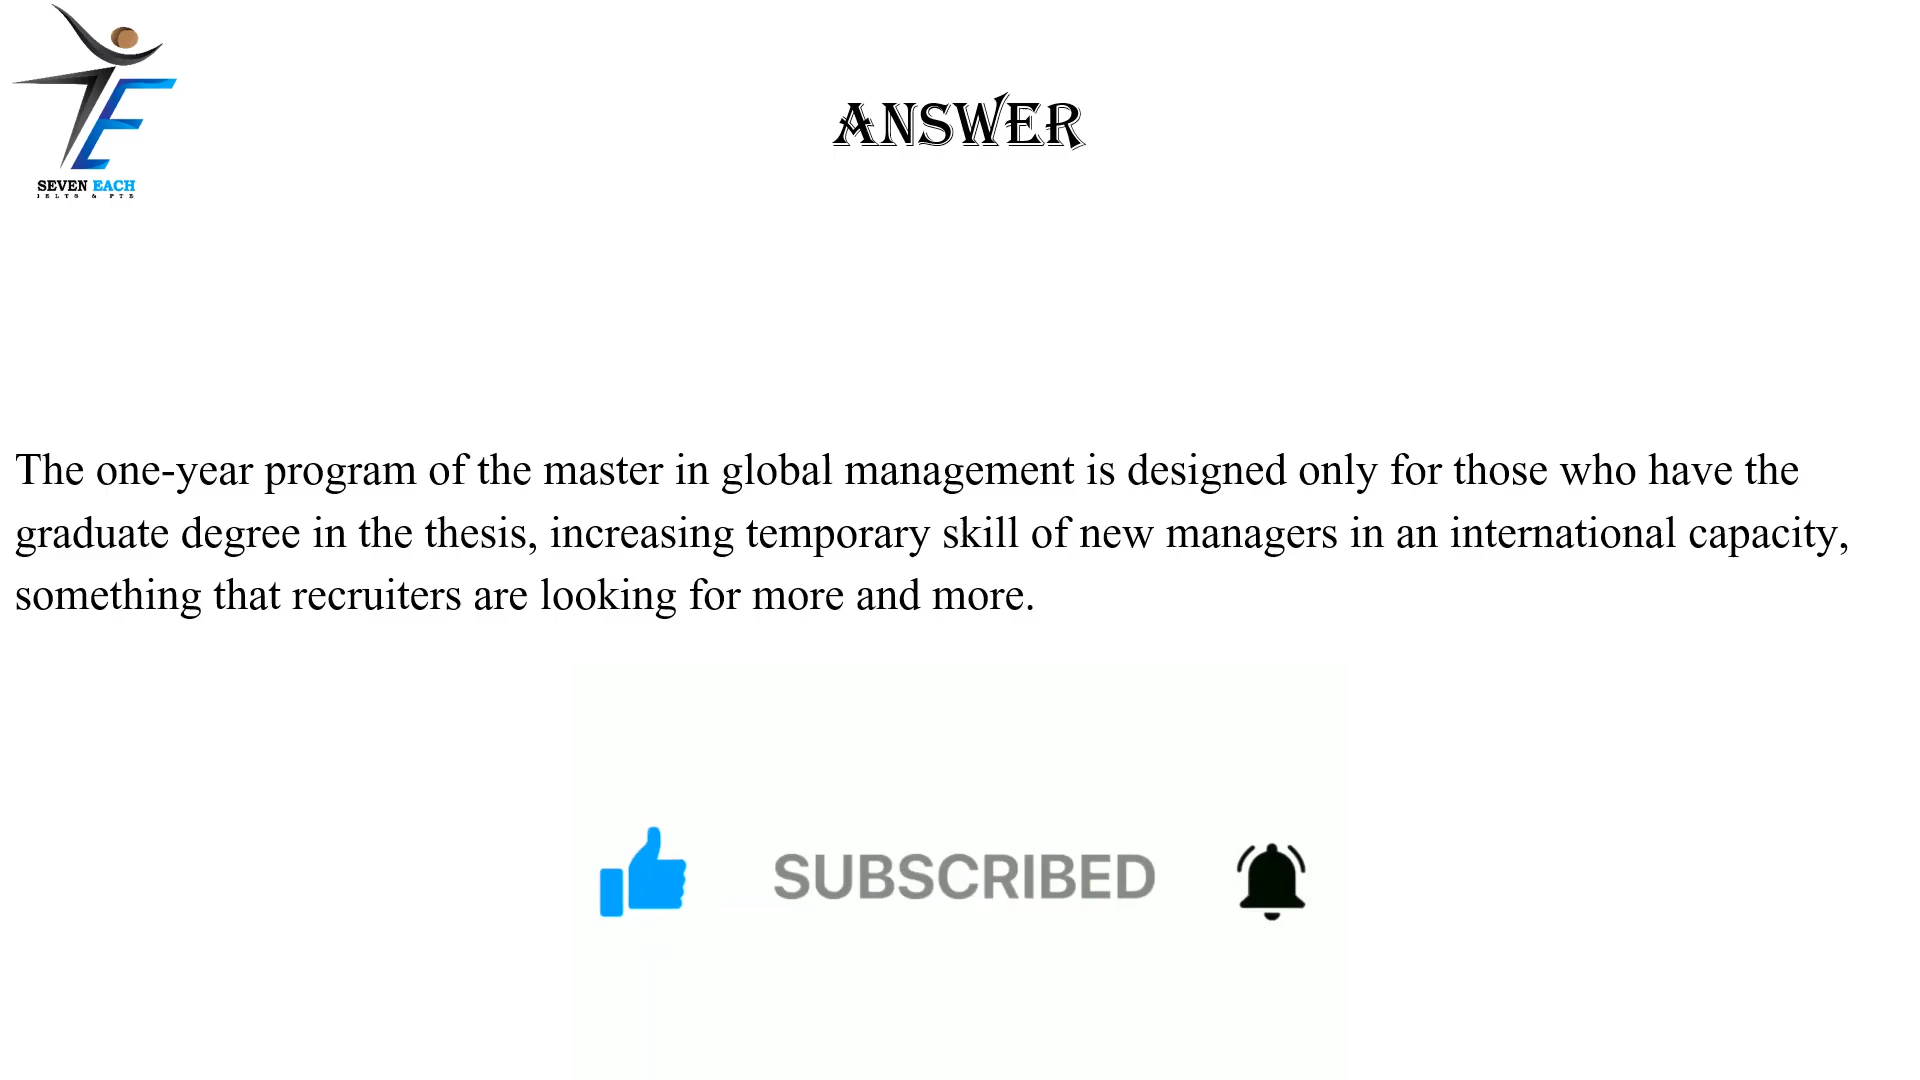 ANSWER
SEVEN EACH
IELTS & PTE
The one-year program of the master in global management is designed only for those who have the
graduate degree in the thesis, increasing temporary skill of new managers in an international capacity,
something that recruiters are looking for more and more.
SUBSCRIBED